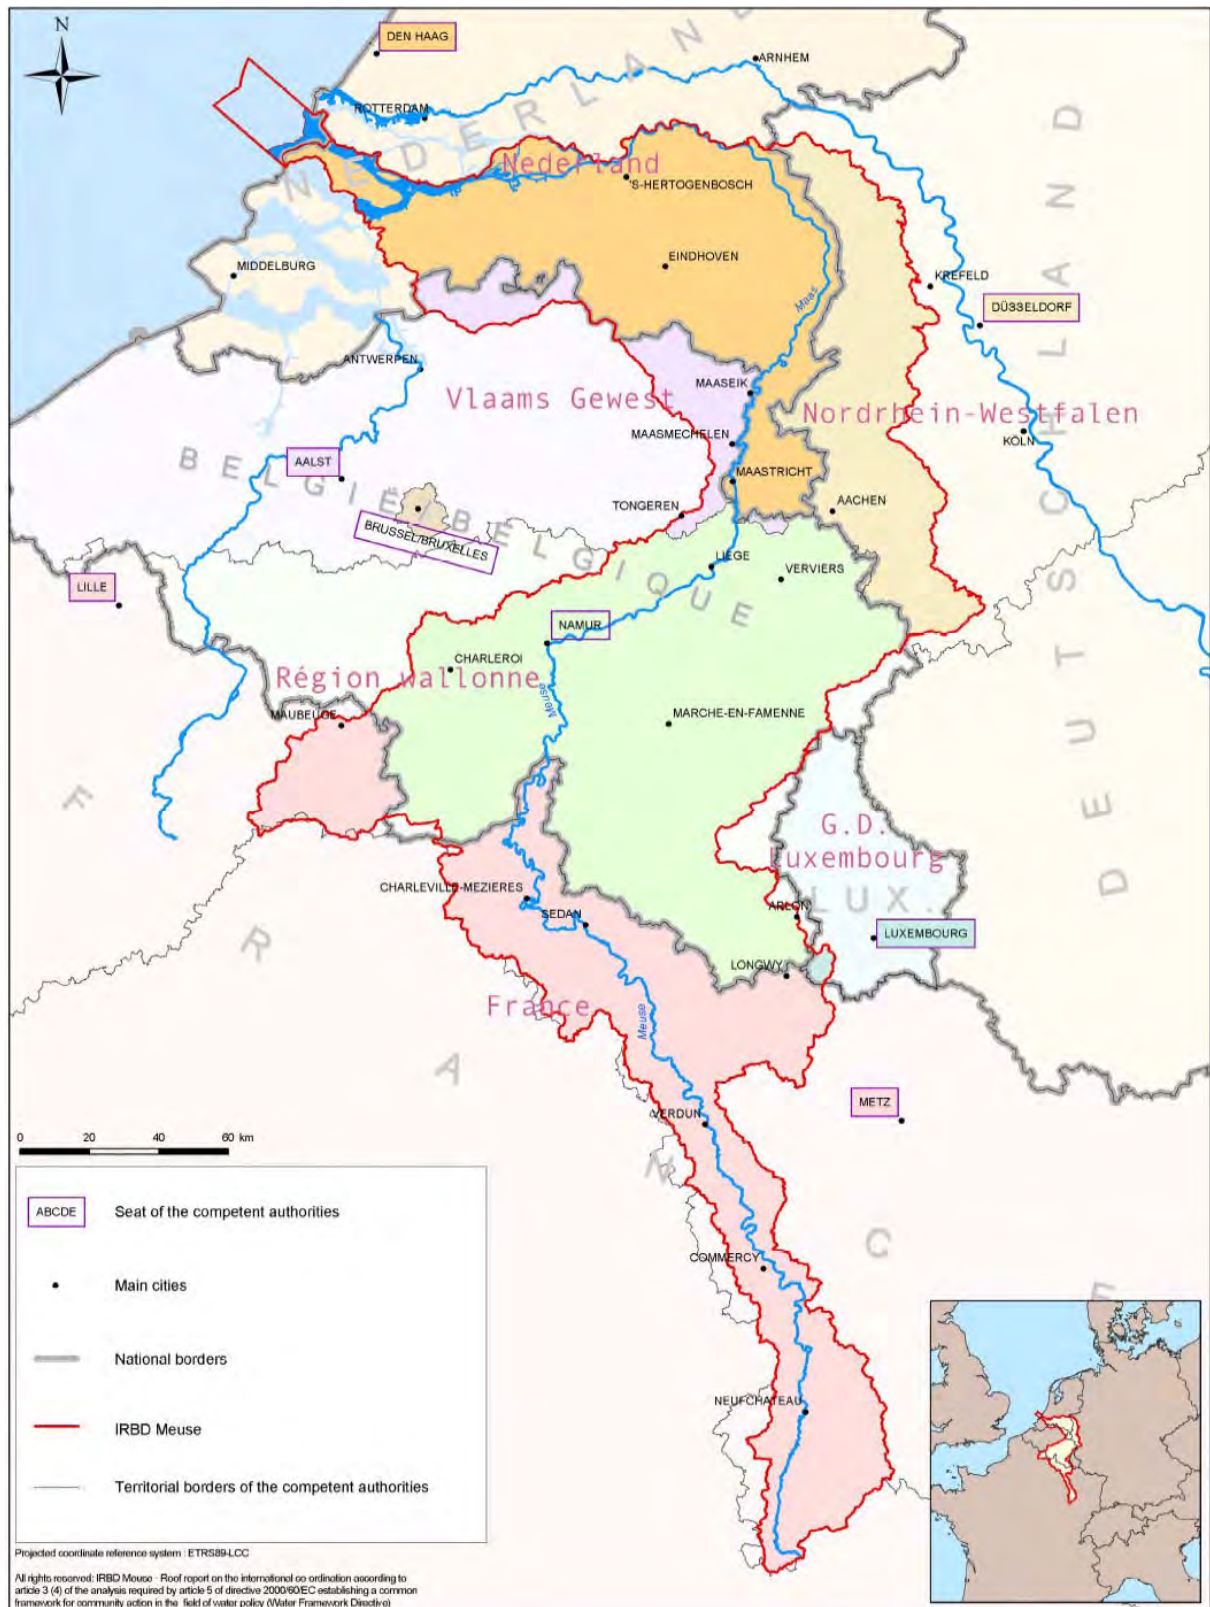 N
DEN HAAG
ARNHEM
ROTTERDAM
NEDERLAND
Nederland
'S-HERTOGENBOSCH
MIDDELBURG
EINDHOVEN
KREFELD
Maas
DÜSSELDORF
ANTWERPEN
MAASEIK
Vlaams Gewest
Nordrhein-Westfalen
MAASMECHELEN
KÖLN
AALST
MAASTRICHT
BELGIË/BELGIQUE
TONGEREN
AACHEN
BRUSSEL/BRUXELLES
LIEGE
VERVIERS
DEUTSCHLAND
LILLE
NAMUR
CHARLEROI
Région wallonne
Meuse
MAUBEUGE
MARCHE-EN-FAMENNE
G.D.
Luxembourg
CHARLEVILLE-MEZIERES
SEDAN
ARLON
LUX.
LUXEMBOURG
LONGWY
France
Meuse
FRANCE
METZ
VERDUN
0 20 40 60 km
COMMERCY
NEUFCHATEAU
ABCDE Seat of the competent authorities
Main cities
National borders
IRBD Meuse
Territorial borders of the competent authorities
Projected coordinate reference system : ETRS89-LCC
All rights reserved: IRBD Meuse - Roof report on the international co ordination according to
article 3 (4) of the analysis required by article 5 of directive 2000/60/EC establishing a common
framework for community action in the field of water policy (Water Framework Directive)